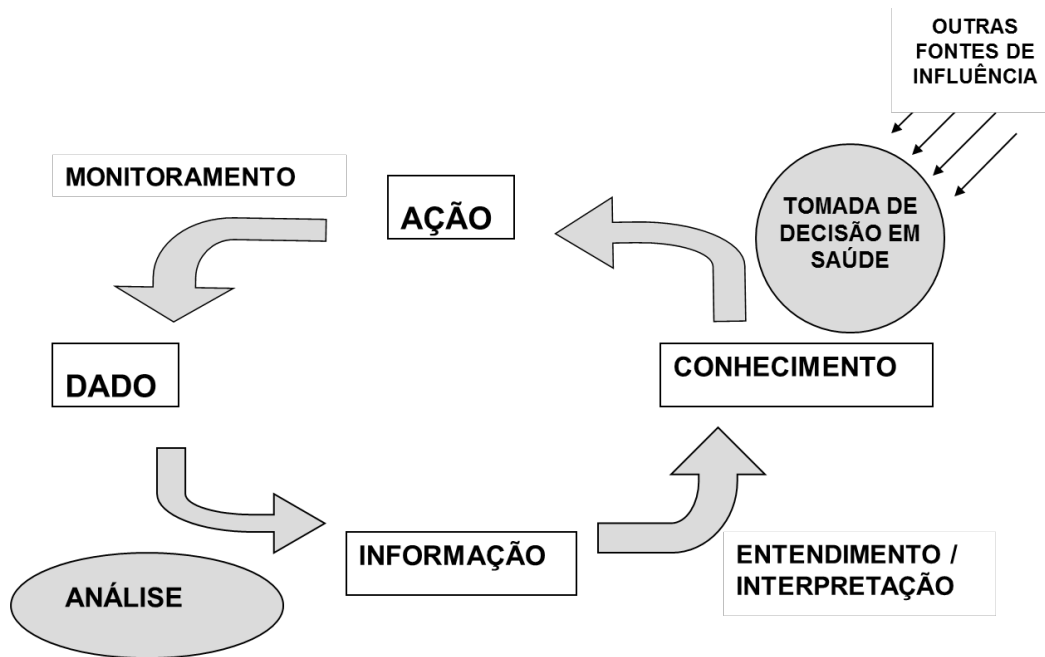 OUTRAS
FONTES DE
INFLUÊNCIA
MONITORAMENTO
AÇÃO
TOMADA DE
DECISÃO EM
SAÚDE
DADO
CONHECIMENTO
INFORMAÇÃO
ENTENDIMENTO /
INTERPRETAÇÃO
ANÁLISE